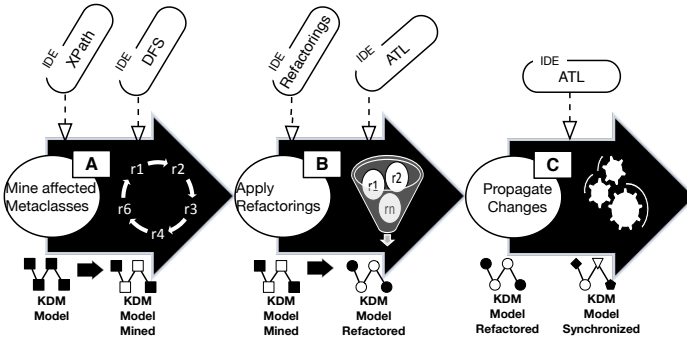 IDE
XPath
IDE
DFS
A
Mine affected
Metaclasses
r1
r2
r3
r4
r6
KDM
Model
KDM
Model
Mined
IDE
Refactorings
IDE
ATL
B
Apply
Refactorings
r1
r2
rn
KDM
Model
Mined
KDM
Model
Refactored
IDE
ATL
C
Propagate
Changes
KDM
Model
Refactored
KDM
Model
Synchronized